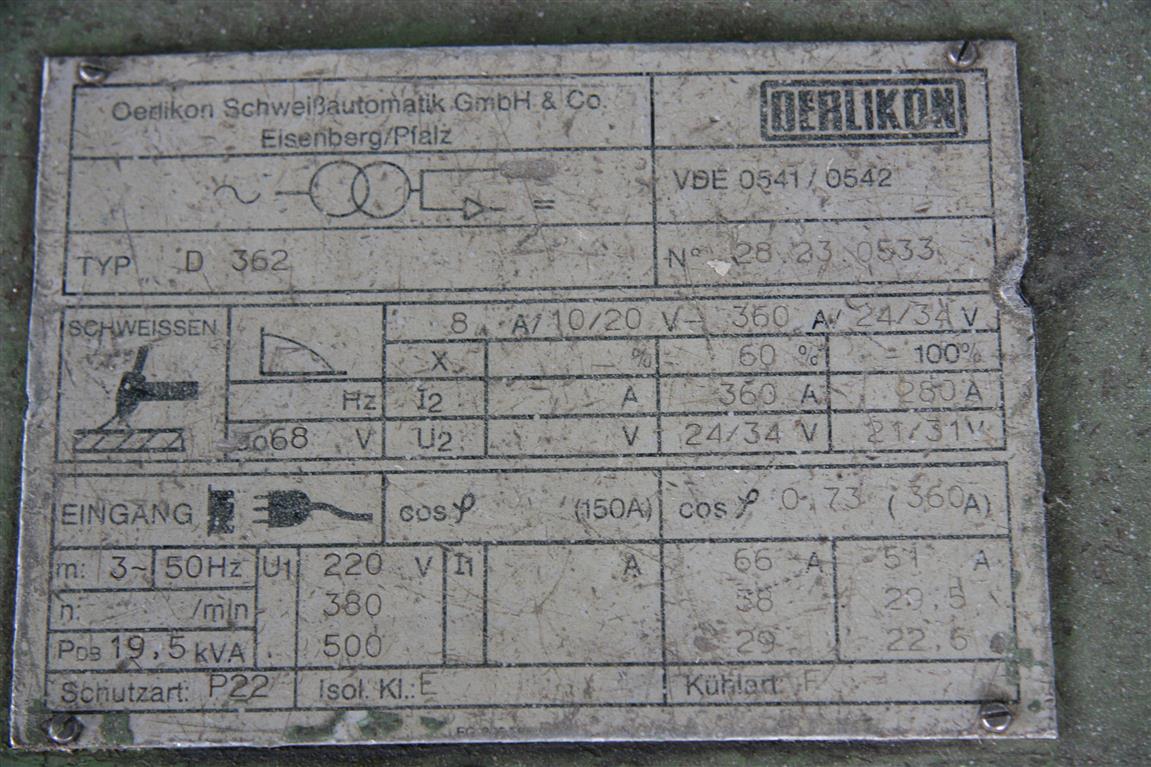 Oerlikon Schweißautomatik GmbH & Co.
Eisenberg/Pfalz
OERLIKON
VDE 0541/0542
TYP D 362
N° 28.23.0533
SCHWEISSEN
8 A/10/20 V- 360 A/24/34 V
X % 60 % 100%
Hz I2 A 360 A 280 A
68 V U2 V 24/34 V 21/31 V
EINGANG cos φ (150A) cos φ 0,73 (360A)
m: 3~ 50Hz U1 220 V I1 A 66 A 51 A
n: /min 380 38 29,5
PDB 19,5 kVA 500 29 22,6
Schutzart: P22 Isol. Kl.: E Kühlart: F